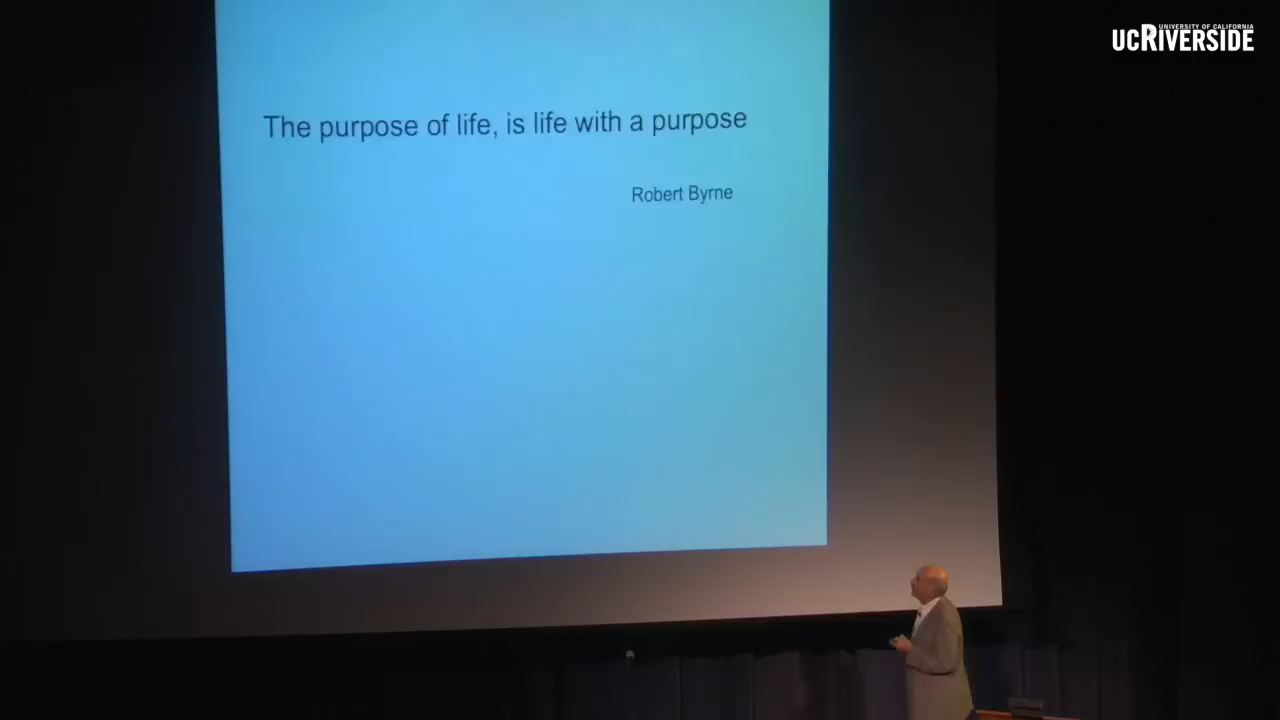 UNIVERSITY OF CALIFORNIA
UCRIVERSIDE
The purpose of life, is life with a purpose
Robert Byrne